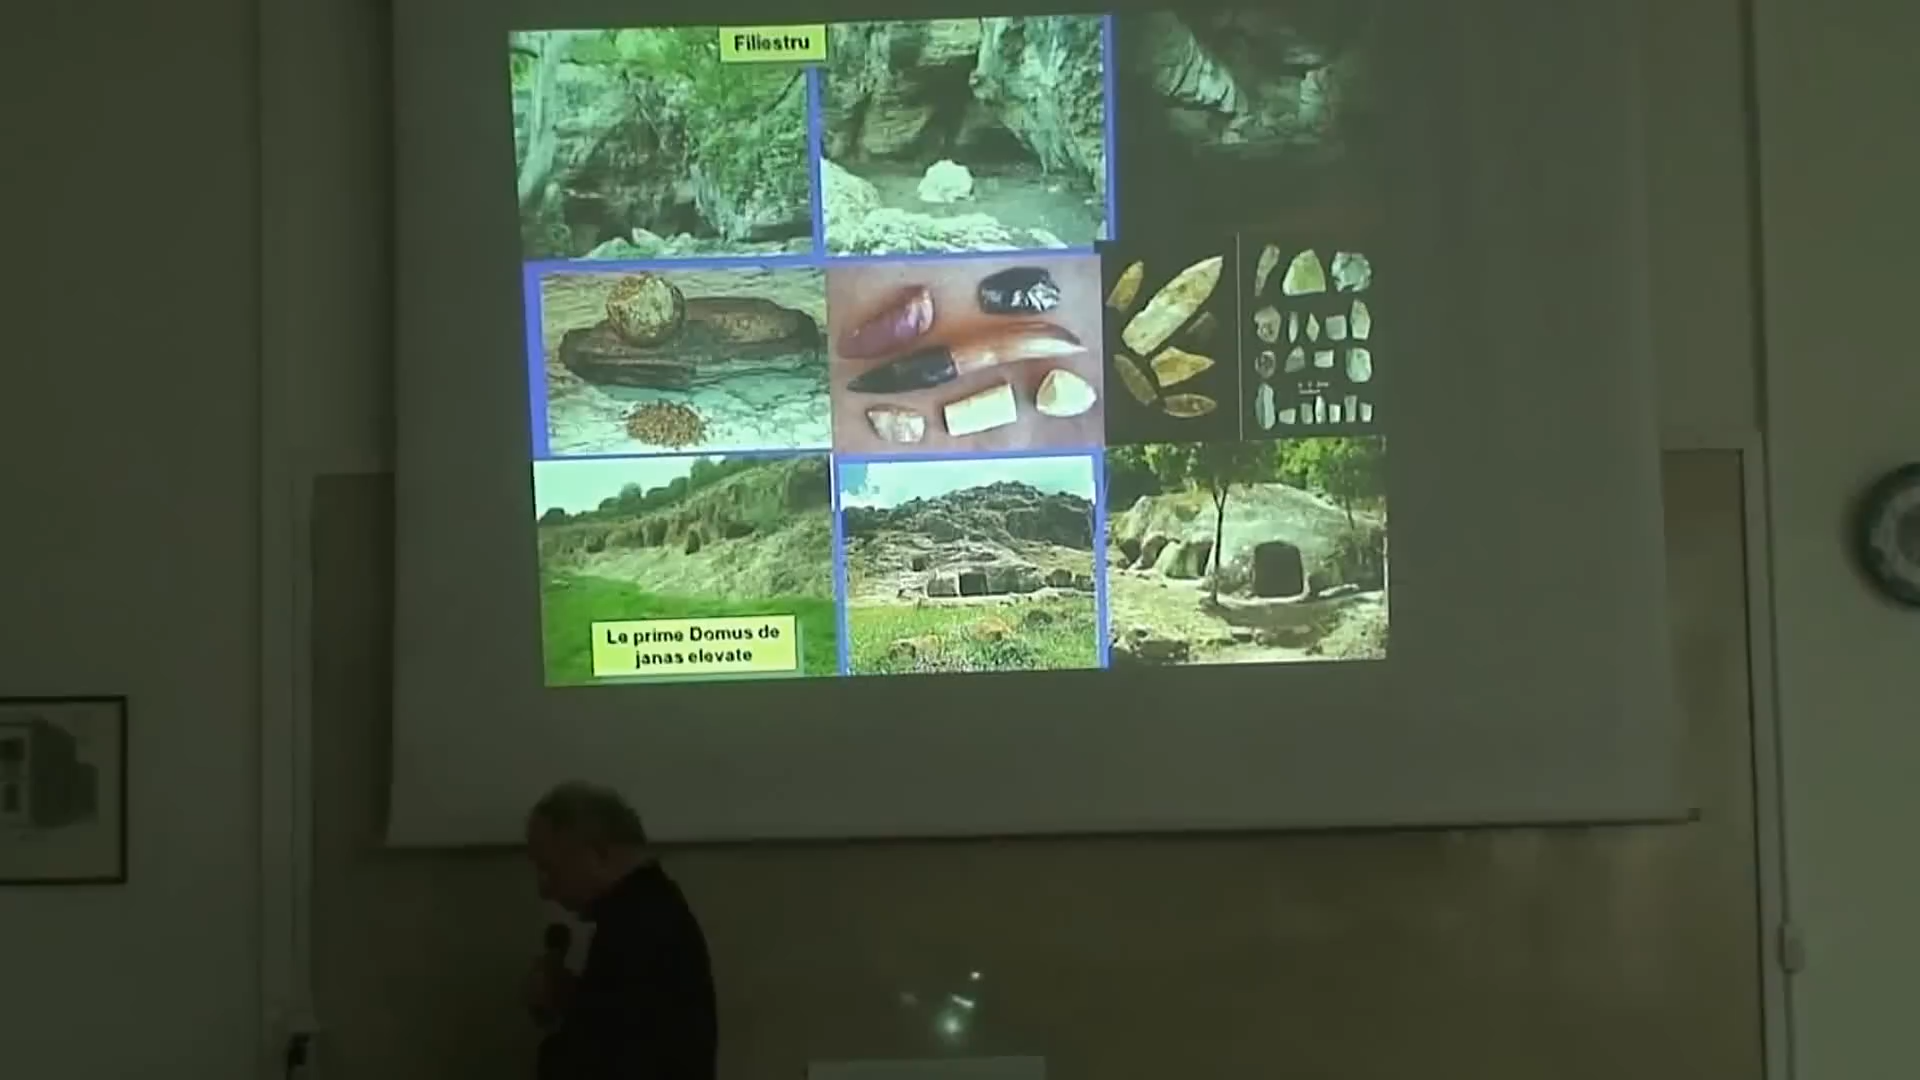 Filiestru
Le prime Domus de
janas elevate